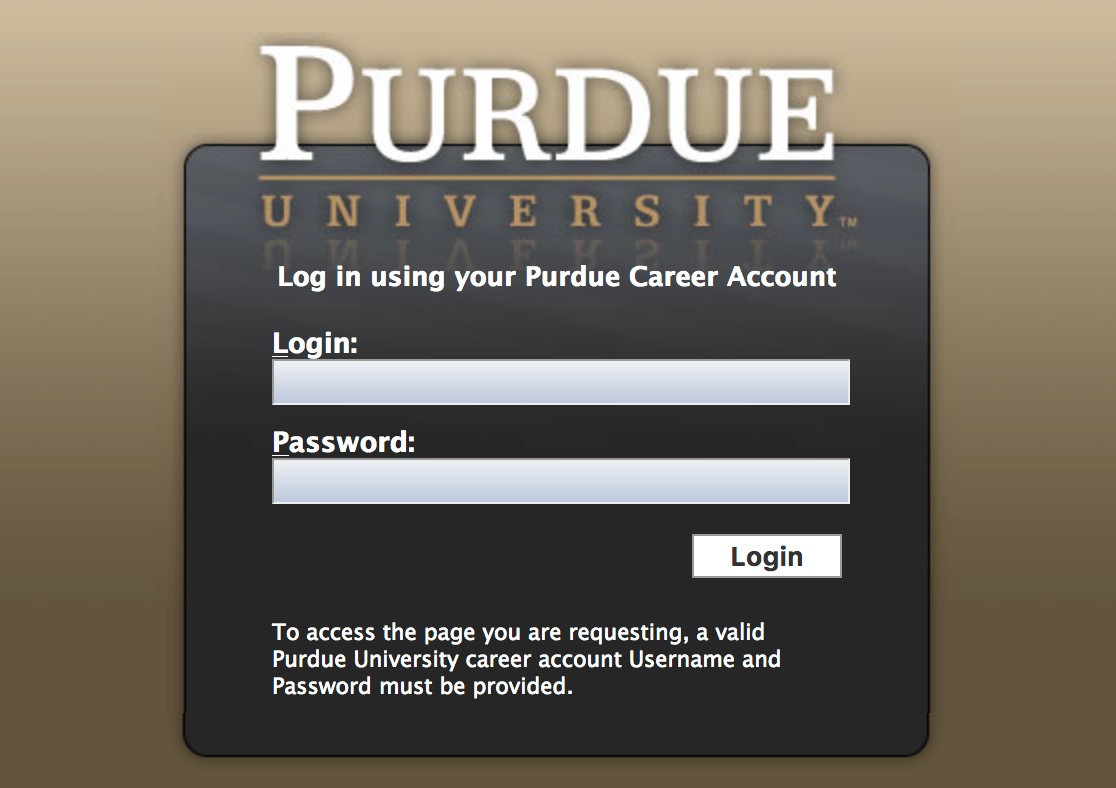 PURDUE
UNIVERSITY™
Log in using your Purdue Career Account
Login:
Password:
Login
To access the page you are requesting, a valid
Purdue University career account Username and
Password must be provided.